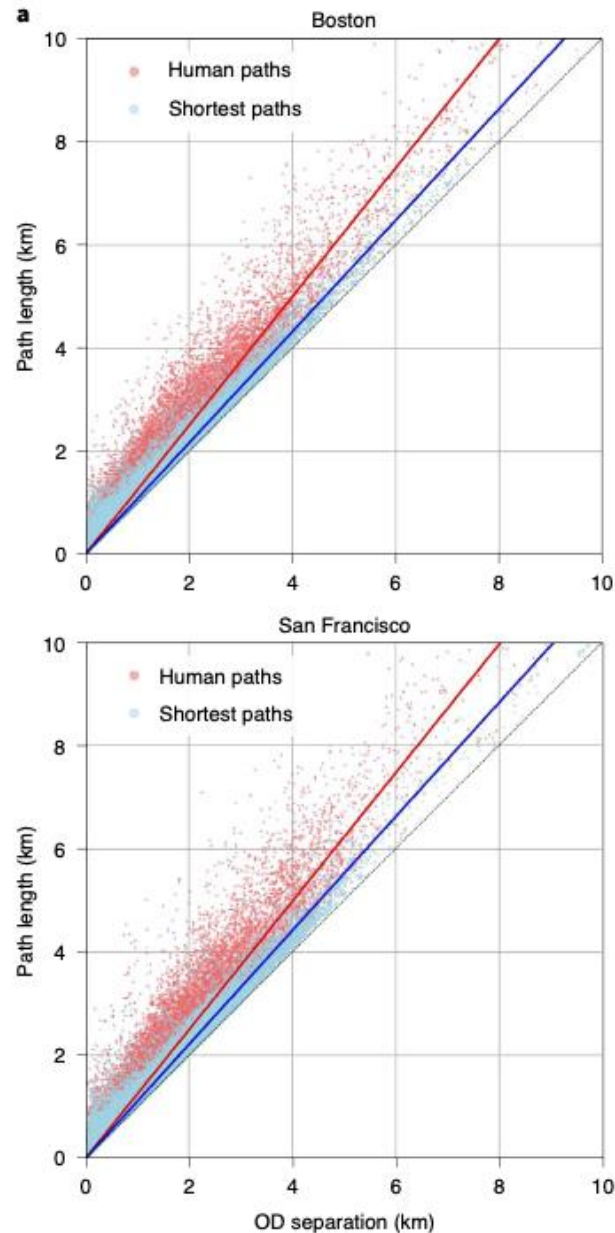 a
Boston
10
8
6
4
2
0
Path length (km)
Human paths
Shortest paths
0 2 4 6 8 10
San Francisco
10
8
6
4
2
0
Path length (km)
Human paths
Shortest paths
0 2 4 6 8 10
OD separation (km)